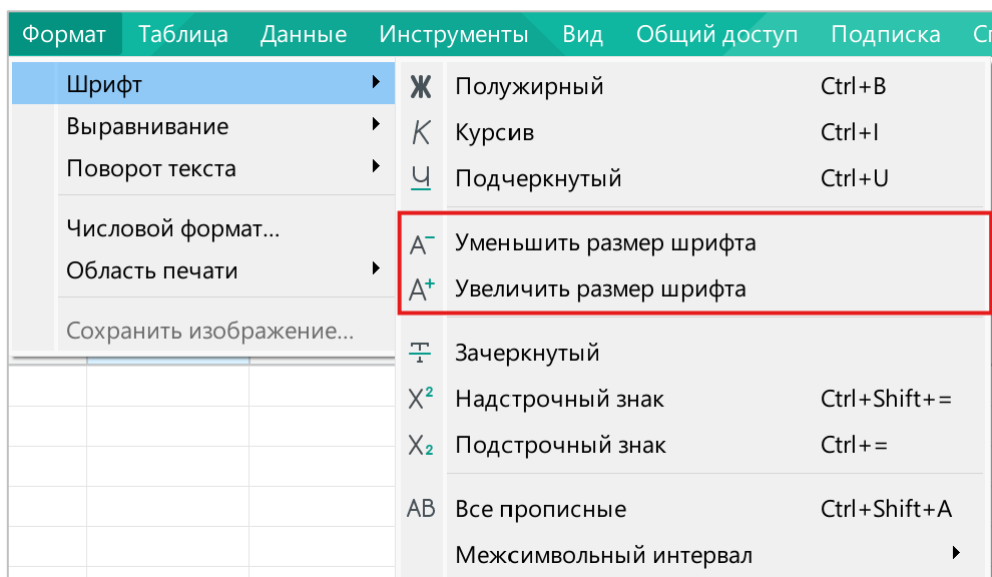 Формат Таблица Данные Инструменты Вид Общий доступ Подписка
Шрифт
Выравнивание
Поворот текста
Числовой формат...
Область печати
Сохранить изображение...
Ж Полужирный Ctrl+B
К Курсив Ctrl+I
Ч Подчеркнутый Ctrl+U
A− Уменьшить размер шрифта
A+ Увеличить размер шрифта
Т Зачеркнутый
X² Надстрочный знак Ctrl+Shift+=
X₂ Подстрочный знак Ctrl+=
AB Все прописные Ctrl+Shift+A
Межсимвольный интервал